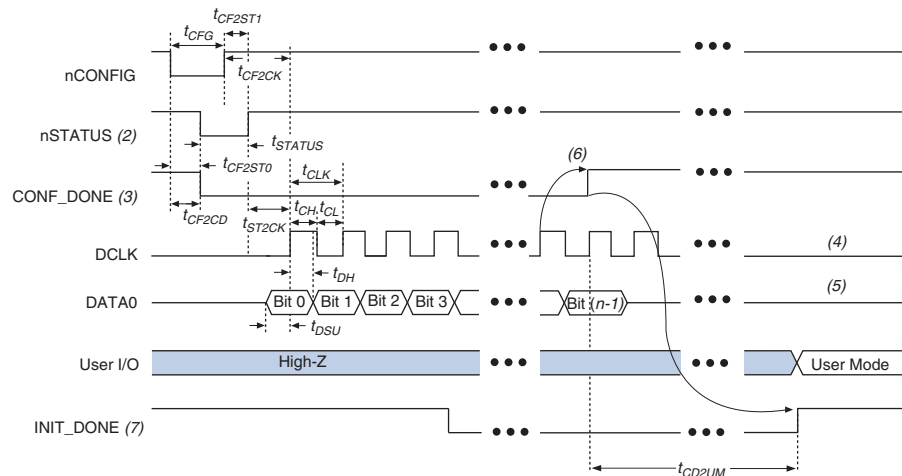 tCF2ST1
tCFG
nCONFIG
tCF2CK
nSTATUS (2)
tSTATUS
tCF2ST0
CONF_DONE (3)
tCLK
(6)
tCF2CD
tST2CK
tCH tCL
DCLK
(4)
tDH
DATA0
Bit 0 Bit 1 Bit 2 Bit 3 Bit (n-1)
(5)
tDSU
User I/O
High-Z
User Mode
INIT_DONE (7)
tCD2UM